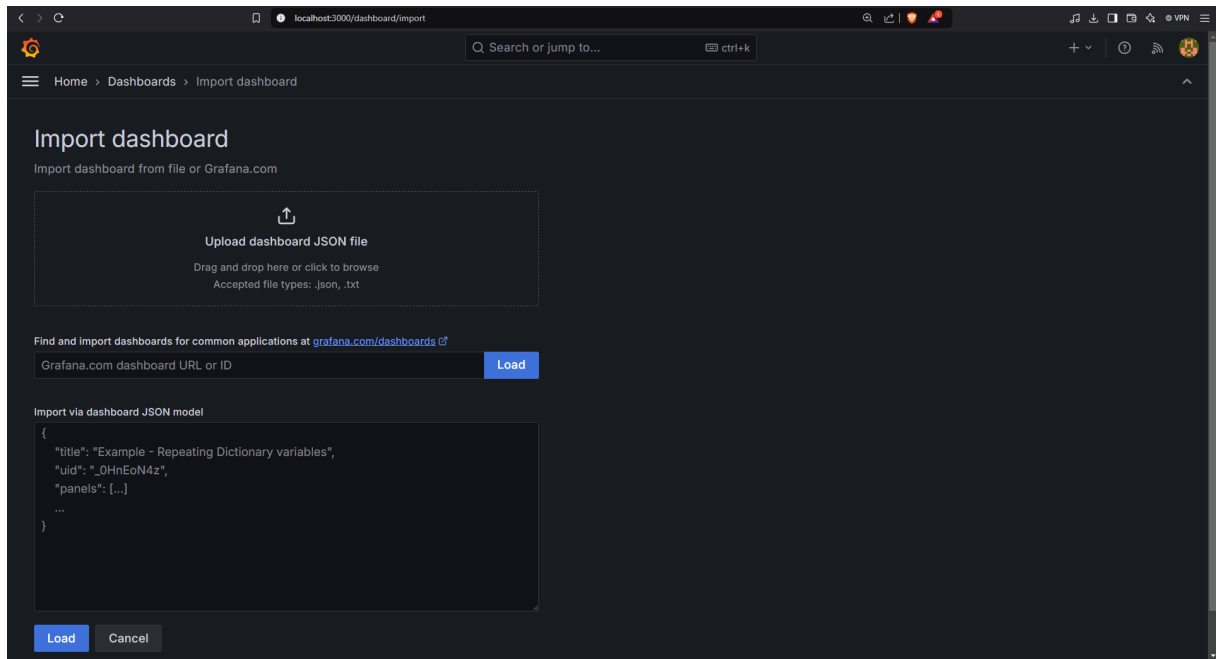 localhost:3000/dashboard/import
VPN
Search or jump to...
ctrl+k
Home › Dashboards › Import dashboard
Import dashboard
Import dashboard from file or Grafana.com
Upload dashboard JSON file
Drag and drop here or click to browse
Accepted file types: .json, .txt
Find and import dashboards for common applications at grafana.com/dashboards
Grafana.com dashboard URL or ID
Load
Import via dashboard JSON model
{
"title": "Example - Repeating Dictionary variables",
"uid": "_0HnEoN4z",
"panels": [...]
...
}
Load
Cancel